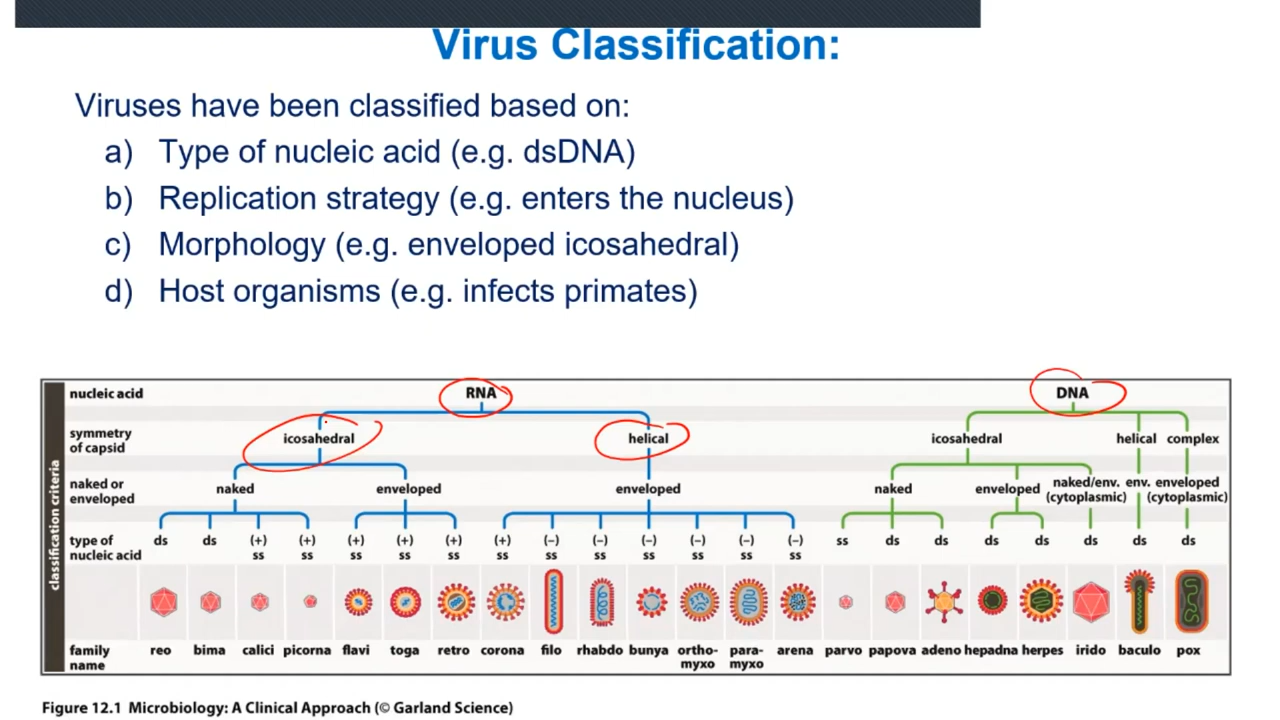 Virus Classification:
Viruses have been classified based on:
a) Type of nucleic acid (e.g. dsDNA)
b) Replication strategy (e.g. enters the nucleus)
c) Morphology (e.g. enveloped icosahedral)
d) Host organisms (e.g. infects primates)
classification criteria
nucleic acid RNA DNA
symmetry
of capsid
icosahedral helical icosahedral helical complex
naked or
enveloped
naked enveloped enveloped naked enveloped naked/env. env. enveloped
(cytoplasmic) (cytoplasmic)
type of
nucleic acid
ds ds (+) (+) (+) (+) (+) (+) (−) (−) (−) (−) (−) (−) ss ds ds ds ds ds ds ds
ss ss ss ss ss ss ss ss ss ss ss ss
family
name
reo bima calici picorna flavi toga retro corona filo rhabdo bunya ortho- para- arena parvo papova adeno hepadna herpes irido baculo pox
myxo myxo
Figure 12.1 Microbiology: A Clinical Approach (© Garland Science)